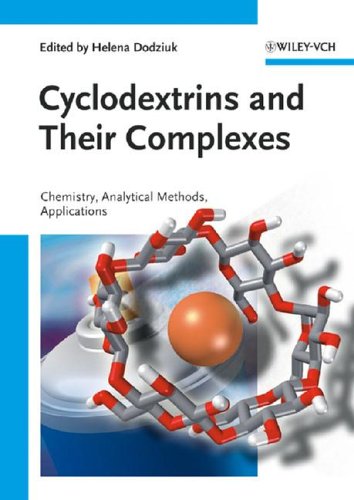 Edited by Helena Dodziuk
WILEY-VCH
Cyclodextrins and
Their Complexes
Chemistry, Analytical Methods,
Applications